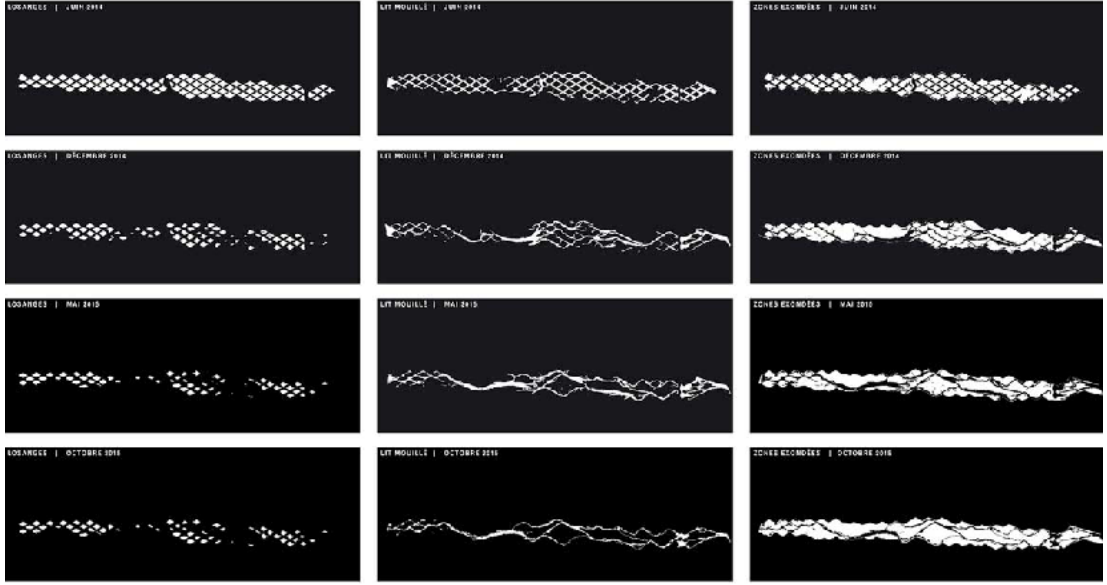 LOSANGES | JUIN 2014
LIT MOUILLÉ | JUIN 2014
ZONES EXONDÉES | JUIN 2014
LOSANGES | DÉCEMBRE 2014
LIT MOUILLÉ | DÉCEMBRE 2014
ZONES EXONDÉES | DÉCEMBRE 2014
LOSANGES | MAI 2015
LIT MOUILLÉ | MAI 2015
ZONES EXONDÉES | MAI 2015
LOSANGES | OCTOBRE 2015
LIT MOUILLÉ | OCTOBRE 2015
ZONES EXONDÉES | OCTOBRE 2015